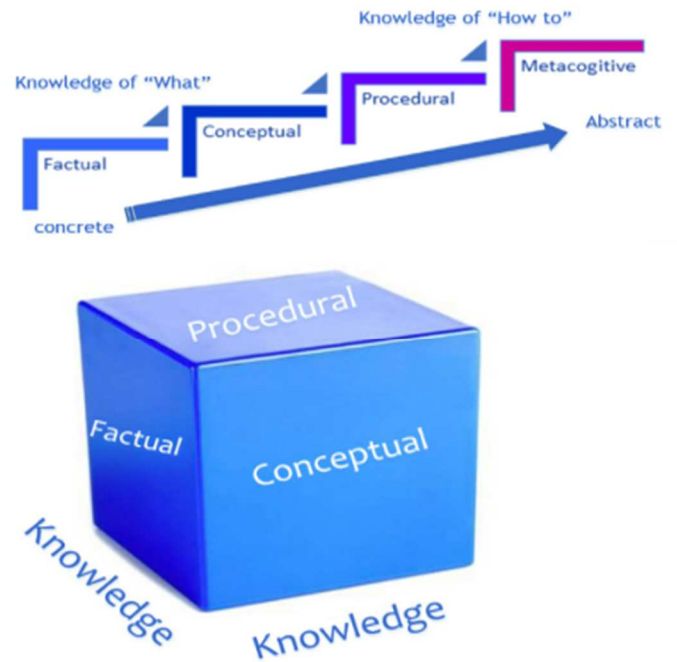 Knowledge of “How to”
Metacogitive
Knowledge of “What”
Procedural
Abstract
Conceptual
Factual
concrete
Procedural
Factual
Conceptual
Knowledge
Knowledge